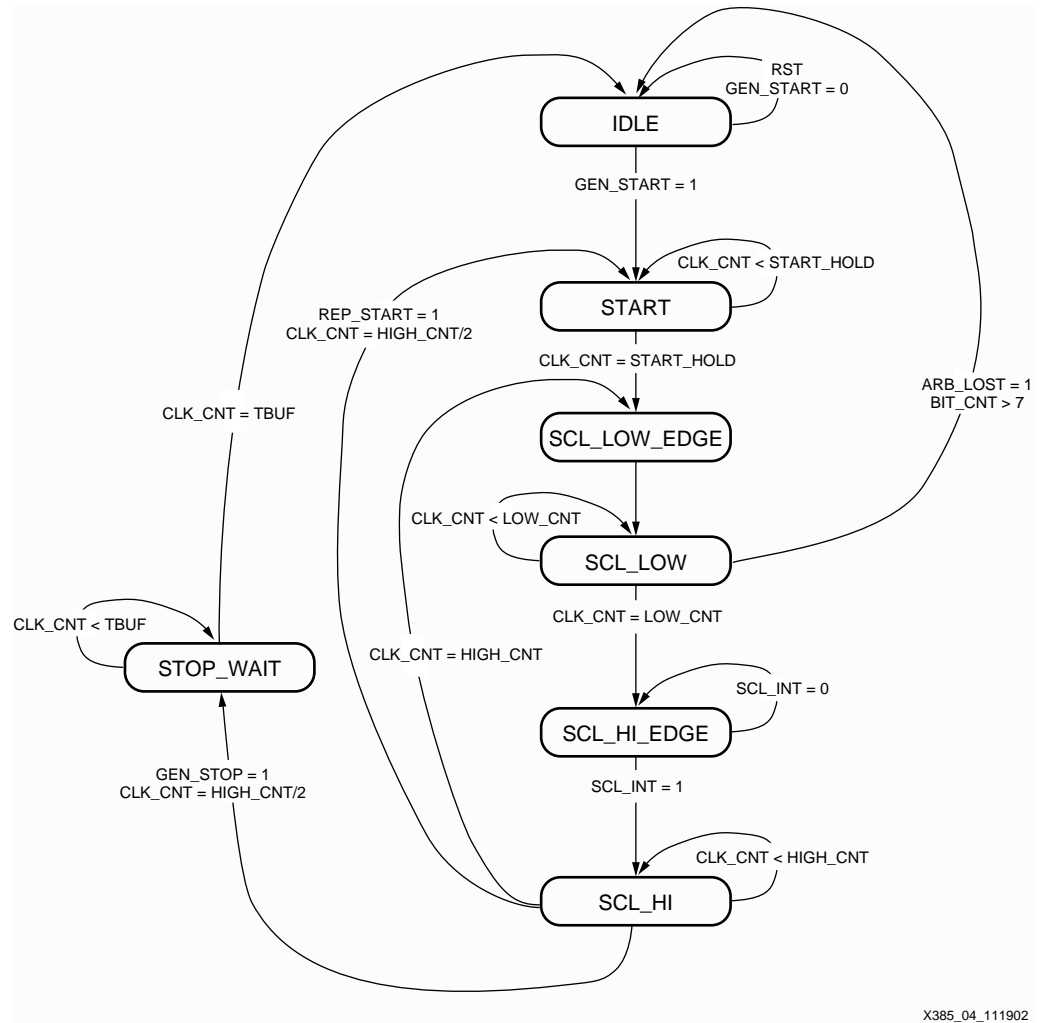 RST
GEN_START = 0
IDLE
GEN_START = 1
CLK_CNT < START_HOLD
START
REP_START = 1
CLK_CNT = HIGH_CNT/2
CLK_CNT = START_HOLD
ARB_LOST = 1
BIT_CNT > 7
CLK_CNT = TBUF
SCL_LOW_EDGE
CLK_CNT < LOW_CNT
SCL_LOW
CLK_CNT = LOW_CNT
CLK_CNT < TBUF
CLK_CNT = HIGH_CNT
STOP_WAIT
SCL_INT = 0
SCL_HI_EDGE
GEN_STOP = 1
CLK_CNT = HIGH_CNT/2
SCL_INT = 1
CLK_CNT < HIGH_CNT
SCL_HI
X385_04_111902